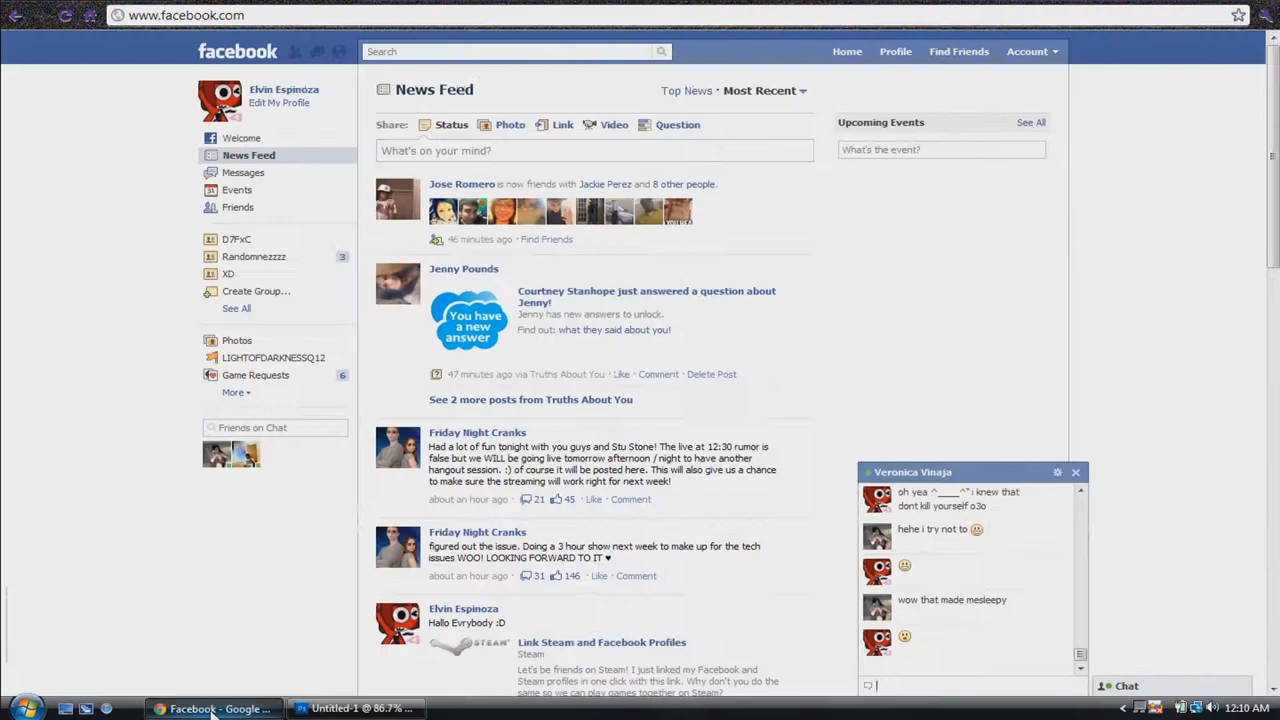 www.facebook.com
facebook
Search
Home
Profile
Find Friends
Account
Elvin Espinoza
Edit My Profile
Welcome
News Feed
Messages
Events
31
Friends
D7FxC
Randomnezzzz
3
XD
Create Group...
See All
Photos
LIGHTOFDARKNESSQ12
Game Requests
6
More
Friends on Chat
News Feed
Top News · Most Recent
Share:
Status
Photo
Link
Video
Question
What's on your mind?
Jose Romero is now friends with Jackie Perez and 8 other people.
46 minutes ago · Find Friends
Jenny Pounds
You have
a new
answer
Courtney Stanhope just answered a question about
Jenny!
Jenny has new answers to unlock.
Find out: what they said about you!
47 minutes ago via Truths About You · Like · Comment · Delete Post
See 2 more posts from Truths About You
Friday Night Cranks
Had a lot of fun tonight with you guys and Stu Stone! The live at 12:30 rumor is
false but we WILL be going live tomorrow afternoon / night to have another
hangout session. :) of course it will be posted here. This will also give us a chance
to make sure the streaming will work right for next week!
about an hour ago · 21 45 · Like · Comment
Friday Night Cranks
figured out the issue. Doing a 3 hour show next week to make up for the tech
issues WOO! LOOKING FORWARD TO IT ♥
about an hour ago · 31 146 · Like · Comment
Elvin Espinoza
Hallo Evrybody :D
STEAM
Link Steam and Facebook Profiles
Steam
Let's be friends on Steam! I just linked my Facebook and
Steam profiles in one click with this link. Why don't you do the
same so we can play games together on Steam?
Upcoming Events
See All
What's the event?
Veronica Vinaja
oh yea ^____^" i knew that
dont kill yourself o3o
hehe i try not to
wow that made mesleepy
Chat
Facebook - Google ...
Ps
Untitled-1 @ 86.7% ...
12:10 AM